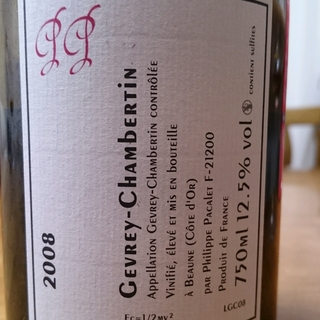 PP
2008
GEVREY-CHAMBERTIN
APPELLATION GEVREY-CHAMBERTIN CONTRÔLÉE
VINIFIÉ, ÉLEVÉ ET MIS EN BOUTEILLE
À BEAUNE (CÔTE D'OR)
PAR PHILIPPE PACALET F-21200
PRODUIT DE FRANCE
750ML 12.5% VOL
CONTIENT SULFITES
LGC08
EC=1/2MV²